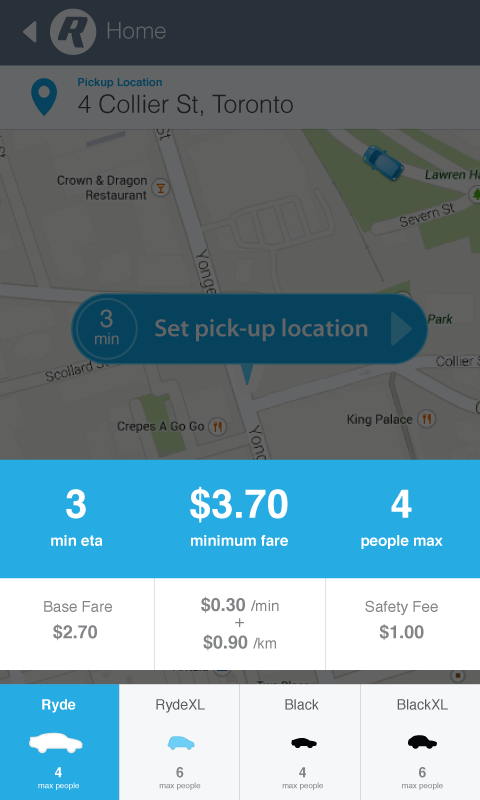 R Home
Pickup Location
4 Collier St, Toronto
St
Crown & Dragon
Restaurant
Lawren Ha
Severn St
Yonge
3
min
Set pick-up location
Park
Scollard St
Collier S
Crepes A Go Go
King Palace
Yong
3
min eta
$3.70
minimum fare
4
people max
Base Fare
$2.70
$0.30 /min
+
$0.90 /km
Safety Fee
$1.00
Ryde
4
max people
RydeXL
6
max people
Black
4
max people
BlackXL
6
max people